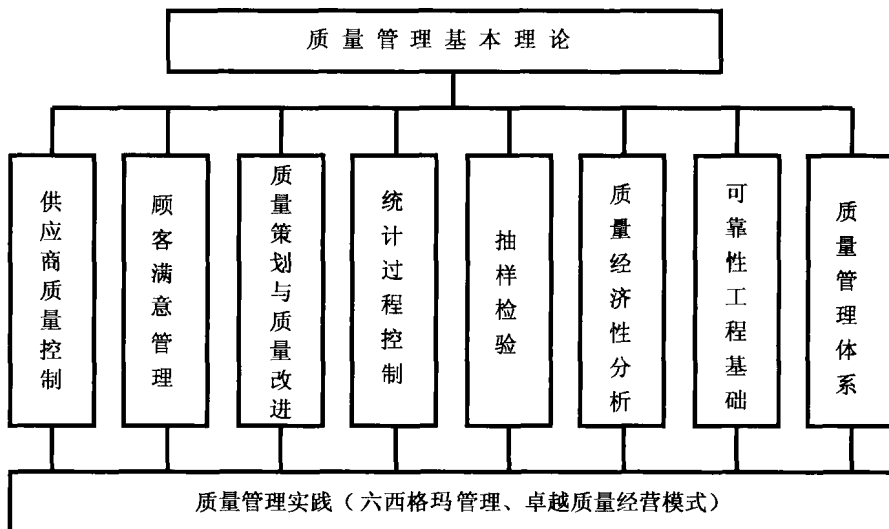 质量管理基本理论
供应商质量控制
顾客满意管理
质量策划与质量改进
统计过程控制
抽样检验
质量经济性分析
可靠性工程基础
质量管理体系
质量管理实践(六西格玛管理、卓越质量经营模式)